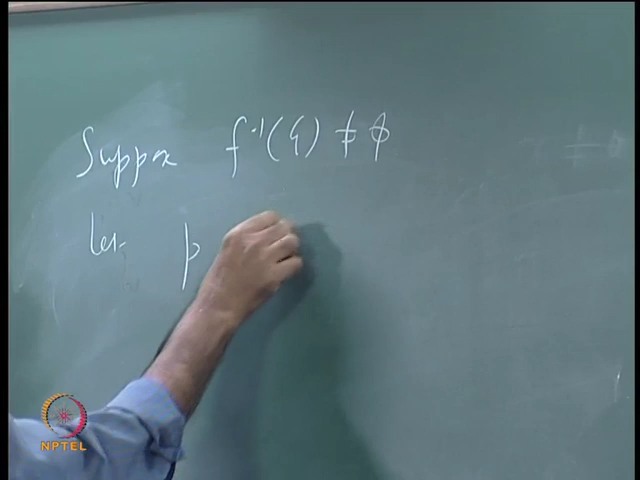 Suppose f⁻¹(G) ≠ φ
Let p
NPTEL